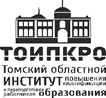 ТОИПКРО
Томский областной
ИНСТИТУТ повышения квалификации
и переподготовки работников образования